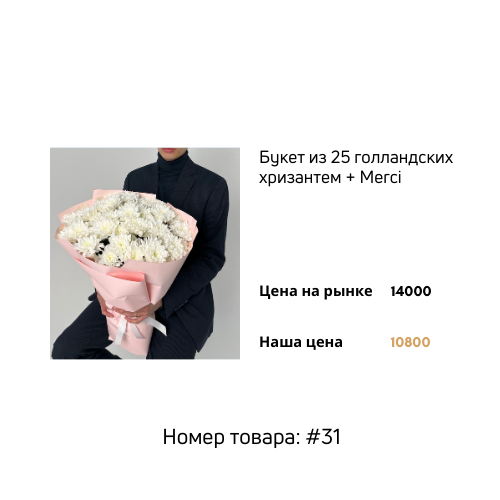 Букет из 25 голландских
хризантем + Merci
Цена на рынке 14000
Наша цена 10800
Номер товара: #31